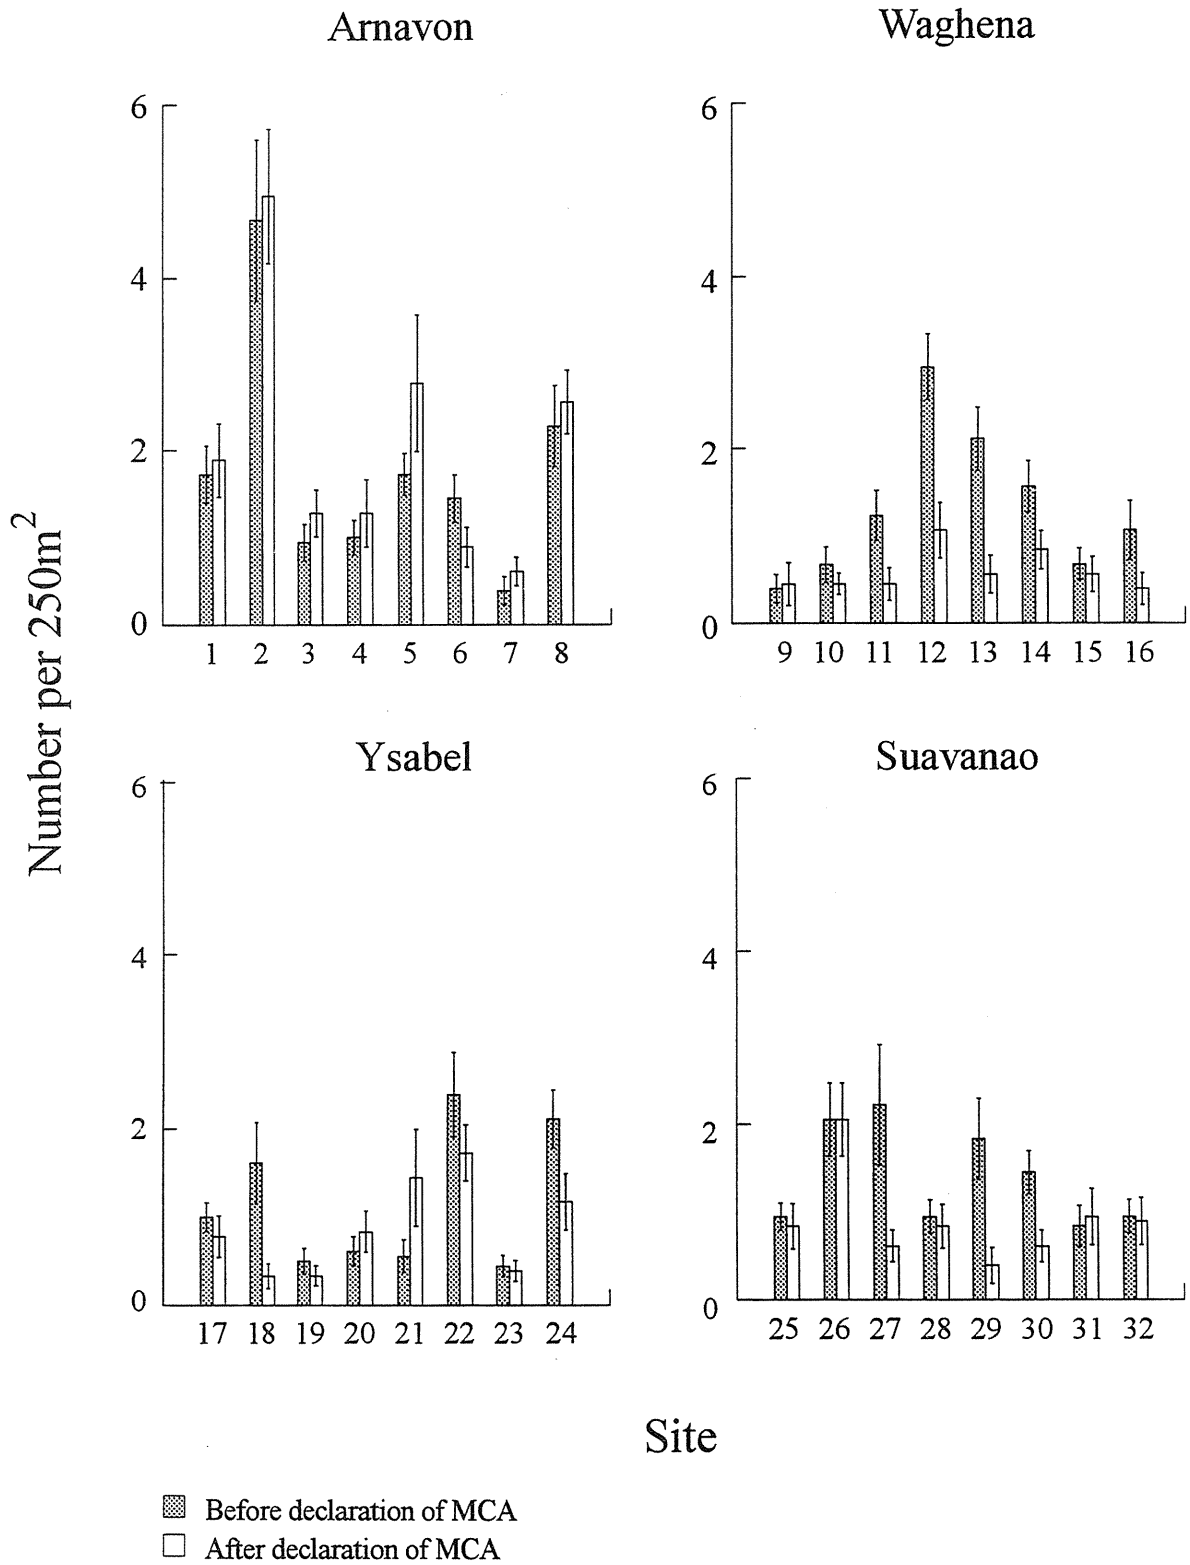 Arnavon
Waghena
6
4
2
0
1 2 3 4 5 6 7 8
6
4
2
0
9 10 11 12 13 14 15 16
Number per 250m2
Ysabel
Suavanao
6
4
2
0
17 18 19 20 21 22 23 24
6
4
2
0
25 26 27 28 29 30 31 32
Site
Before declaration of MCA
After declaration of MCA